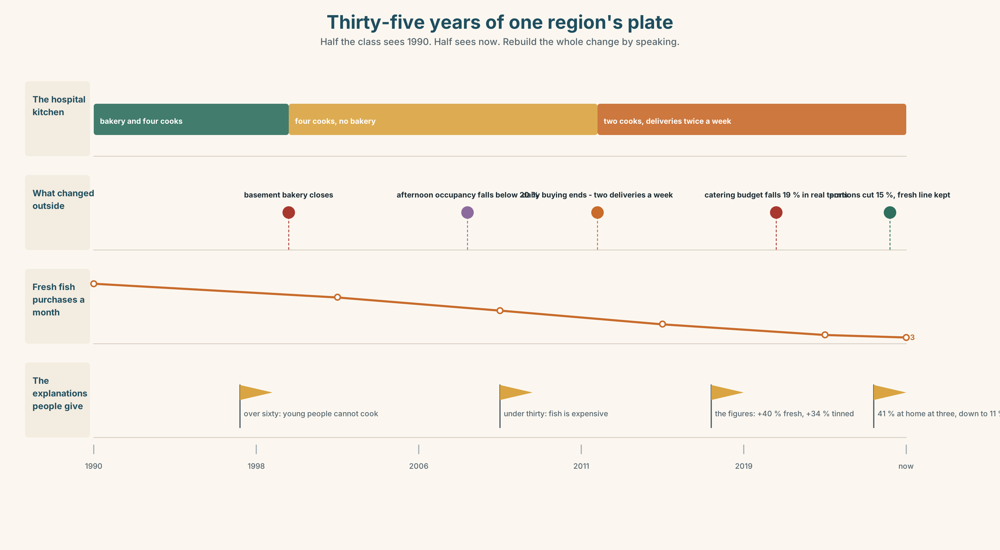 Thirty-five years of one region's plate
Half the class sees 1990. Half sees now. Rebuild the whole change by speaking.
The hospital
kitchen
bakery and four cooks
four cooks, no bakery
two cooks, deliveries twice a week
What changed
outside
basement bakery closes
afternoon occupancy falls below 20 %
daily buying ends - two deliveries a week
catering budget falls 19 % in real terms
portions cut 15 %, fresh line kept
Fresh fish
purchases a
month
3
The
explanations
people give
over sixty: young people cannot cook
under thirty: fish is expensive
the figures: +40 % fresh, +34 % tinned
41 % at home at three, down to 11 %
1990
1998
2006
2011
2019
now